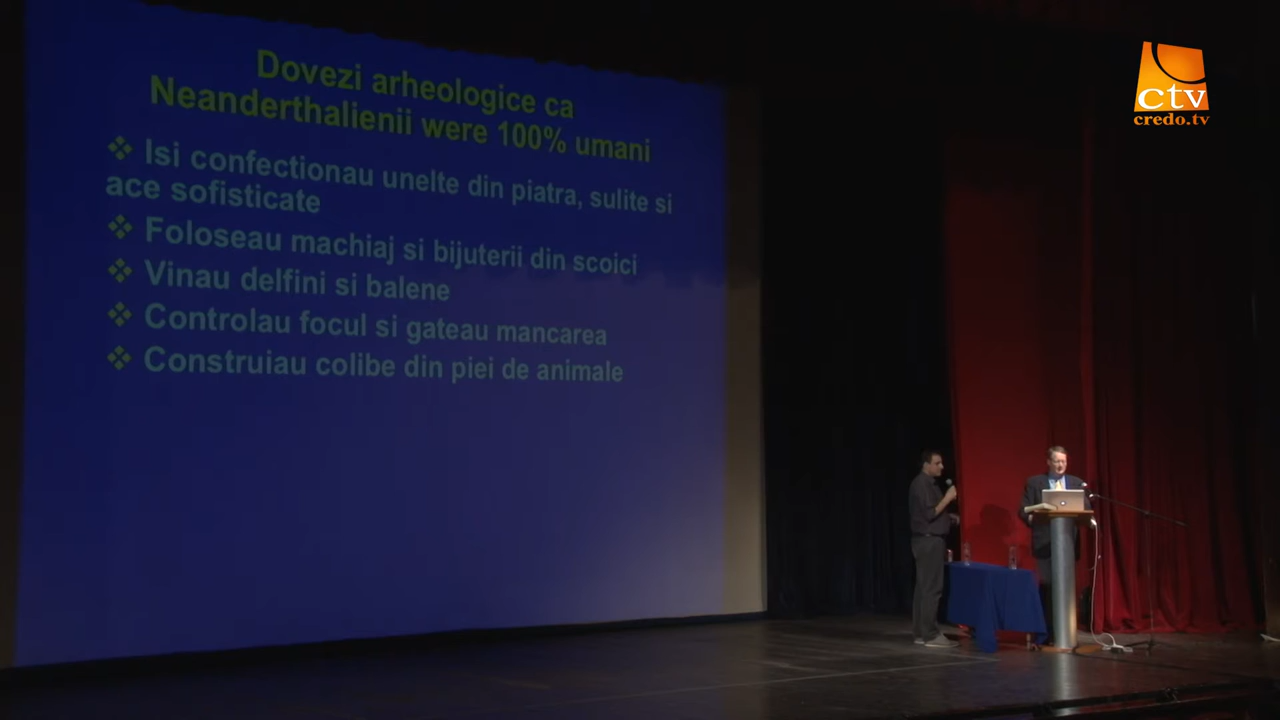 Dovezi arheologice ca
Neanderthalienii were 100% umani
Isi confectionau unelte din piatra, sulite si
ace sofisticate
Foloseau machiaj si bijuterii din scoici
Vinau delfini si balene
Controlau focul si gateau mancarea
Construiau colibe din piei de animale
ctv
credo.tv